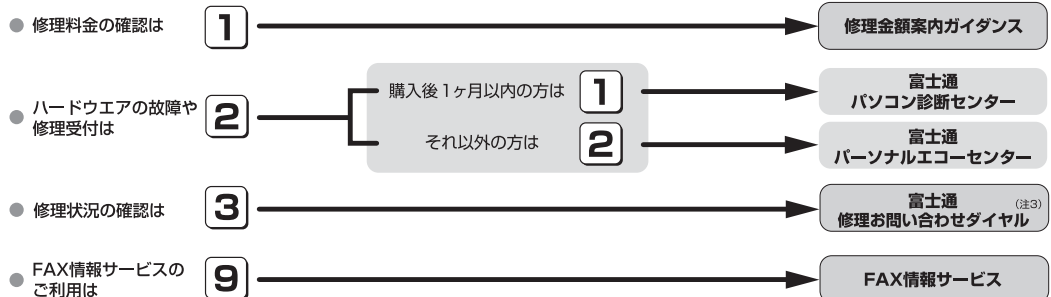 修理料金の確認は 1 修理金額案内ガイダンス
ハードウエアの故障や
修理受付は
2
購入後1ヶ月以内の方は 1
富士通
パソコン診断センター
それ以外の方は 2
富士通
パーソナルエコーセンター
修理状況の確認は 3
富士通 (注3)
修理お問い合わせダイヤル
FAX情報サービスの
ご利用は
9
FAX情報サービス